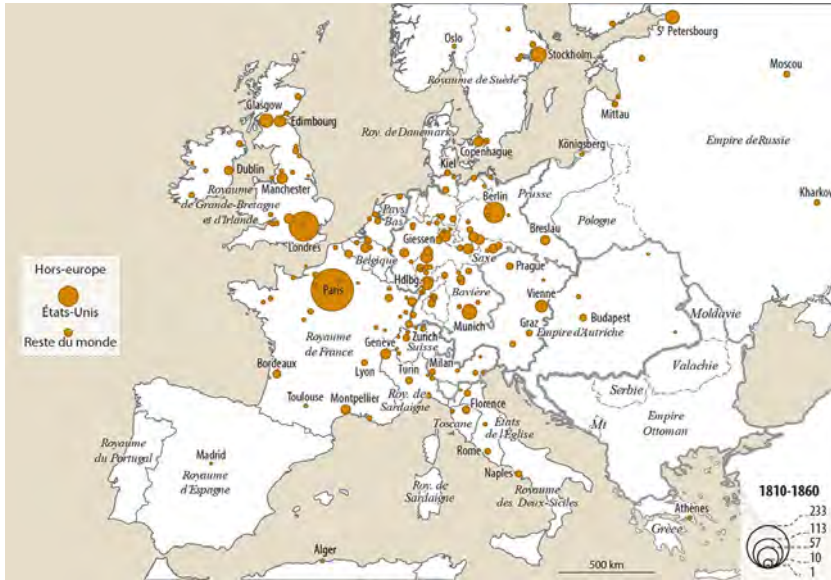 Oslo
Royaume de Suède
Stockholm
St Petersbourg
Moscou
Mittau
Empire de Russie
Kharkov
Glasgow
Edimbourg
Dublin
Manchester
Royaume
de Grande-Bretagne
et d'Irlande
Londres
Roy. de Danemark
Copenhague
Kiel
Königsberg
Prusse
Pologne
Berlin
Breslau
Pays
Bas
Belgique
Giessen
Saxe
Hdlbg.
Prague
Bavière
Vienne
Munich
Graz
Budapest
Empire d'Autriche
Moldavie
Valachie
Serbie
Mt
Empire
Ottoman
Hors-europe
États-Unis
Reste du monde
Paris
Royaume
de France
Zurich
Suisse
Genève
Lyon
Milan
Turin
Roy. de
Sardaigne
Bordeaux
Toulouse
Montpellier
Florence
Toscane
Etats
de l'Église
Rome
Naples
Royaume
des Deux-Siciles
Roy. de
Sardaigne
Royaume
du Portugal
Madrid
Royaume
d'Espagne
Alger
Athènes
Grèce
500 km
1810-1860
233
113
57
10
1